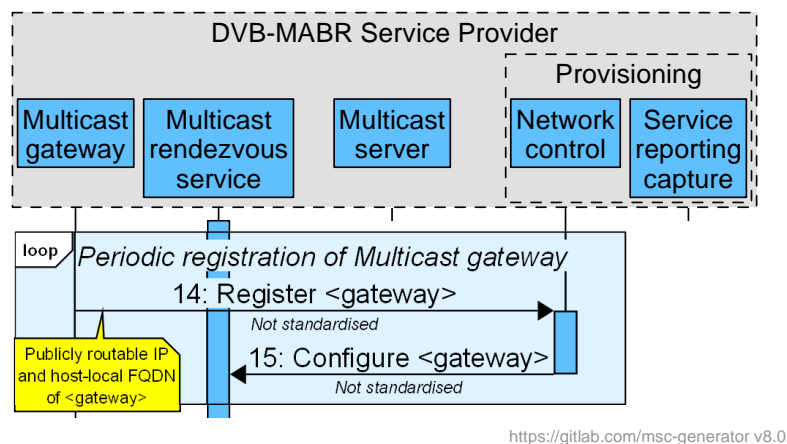 DVB-MABR Service Provider
Provisioning
Multicast
gateway
Multicast
rendezvous
service
Multicast
server
Network
control
Service
reporting
capture
loop
Periodic registration of Multicast gateway
14: Register <gateway>
Not standardised
Publicly routable IP
and host-local FQDN
of <gateway>
15: Configure <gateway>
Not standardised
https://gitlab.com/msc-generator v8.0